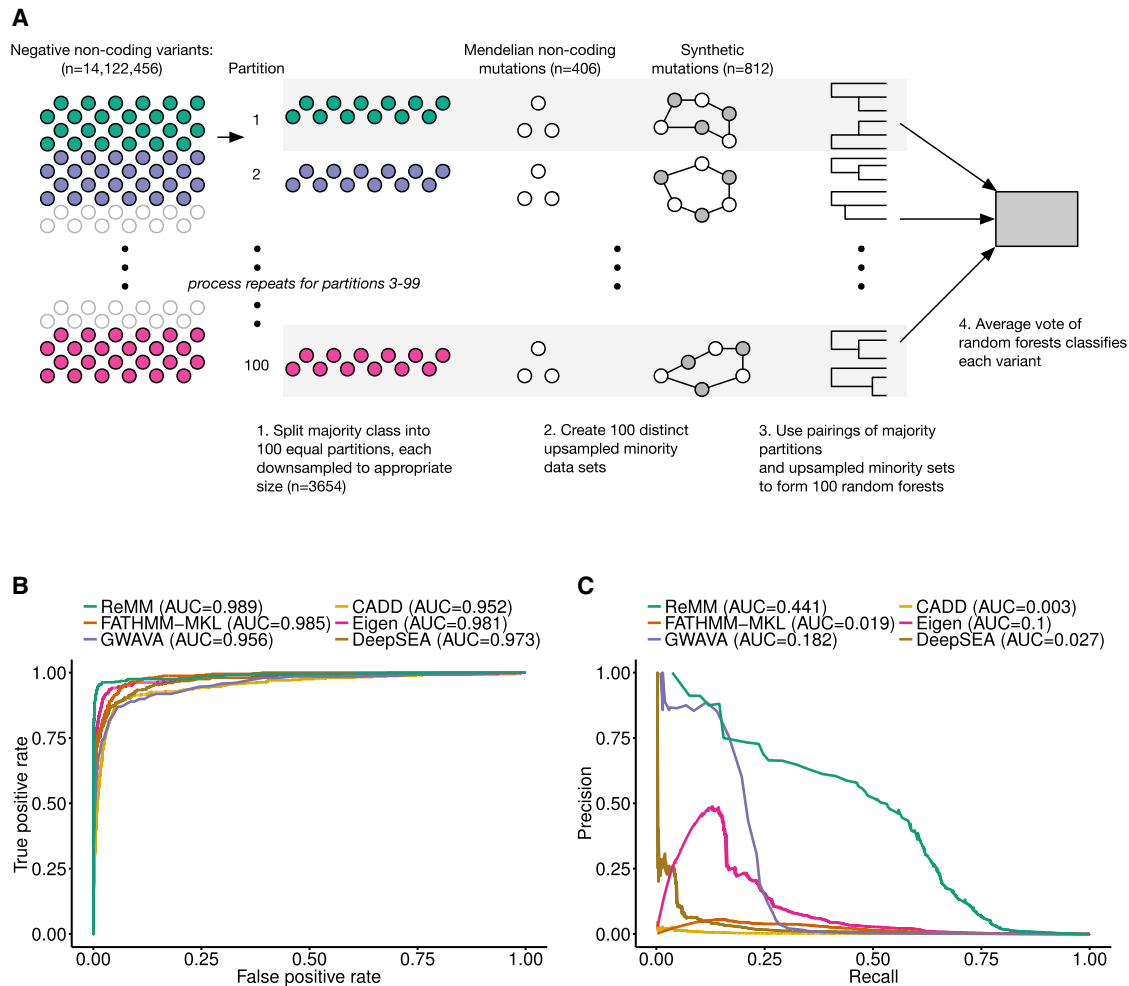 A
Negative non-coding variants:
(n=14,122,456)
Partition
Mendelian non-coding
mutations (n=406)
Synthetic
mutations (n=812)
1
2
process repeats for partitions 3-99
100
4. Average vote of
random forests classifies
each variant
1. Split majority class into
100 equal partitions, each
downsampled to appropriate
size (n=3654)
2. Create 100 distinct
upsampled minority
data sets
3. Use pairings of majority
partitions
and upsampled minority sets
to form 100 random forests
B
ReMM (AUC=0.989)
FATHMM−MKL (AUC=0.985)
GWAVA (AUC=0.956)
CADD (AUC=0.952)
Eigen (AUC=0.981)
DeepSEA (AUC=0.973)
True positive rate
1.00
0.75
0.50
0.25
0.00
0.00 0.25 0.50 0.75 1.00
False positive rate
C
ReMM (AUC=0.441)
FATHMM−MKL (AUC=0.019)
GWAVA (AUC=0.182)
CADD (AUC=0.003)
Eigen (AUC=0.1)
DeepSEA (AUC=0.027)
Precision
1.00
0.75
0.50
0.25
0.00
0.00 0.25 0.50 0.75 1.00
Recall